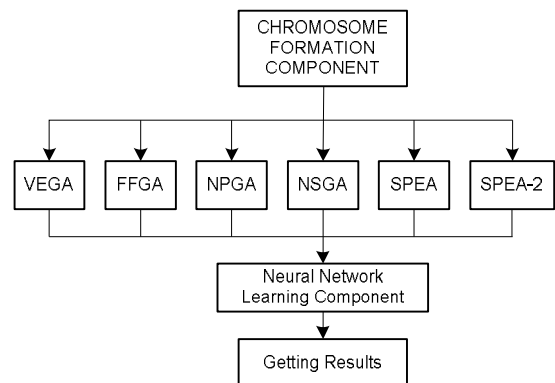 CHROMOSOME
FORMATION
COMPONENT
VEGA
FFGA
NPGA
NSGA
SPEA
SPEA-2
Neural Network
Learning Component
Getting Results